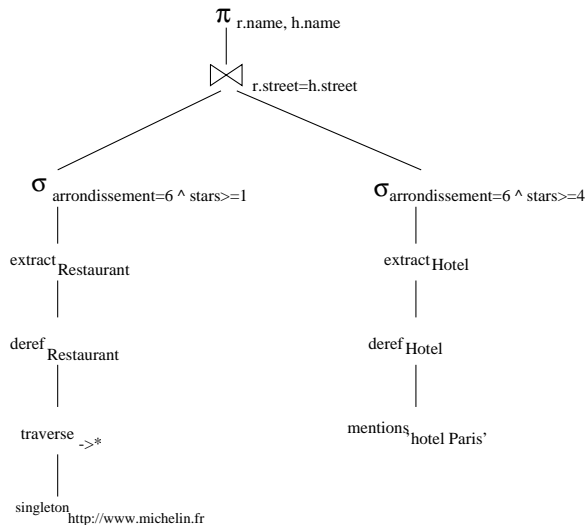 π r.name, h.name
r.street=h.street
σ arrondissement=6 ^ stars>=1 σ arrondissement=6 ^ stars>=4
extract Restaurant extract Hotel
deref Restaurant deref Hotel
traverse ->* mentions 'hotel Paris'
singleton http://www.michelin.fr